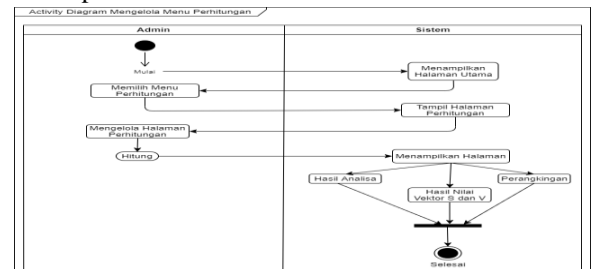 Activity Diagram Mengelola Menu Perhitungan
Admin
Sistem
Mulai
Menampilkan
Halaman Utama
Memilih Menu
Perhitungan
Tampil Halaman
Perhitungan
Mengelola Halaman
Perhitungan
Hitung
Menampilkan Halaman
Hasil Analisa
Hasil Nilai
Vektor S dan V
Perangkingan
Selesai